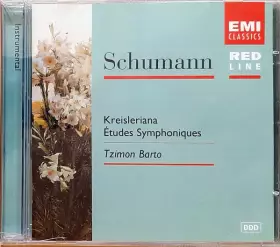 Instrumental
EMI
CLASSICS
RED
LINE
Schumann
Kreisleriana
Études Symphoniques
Tzimon Barto
DDD